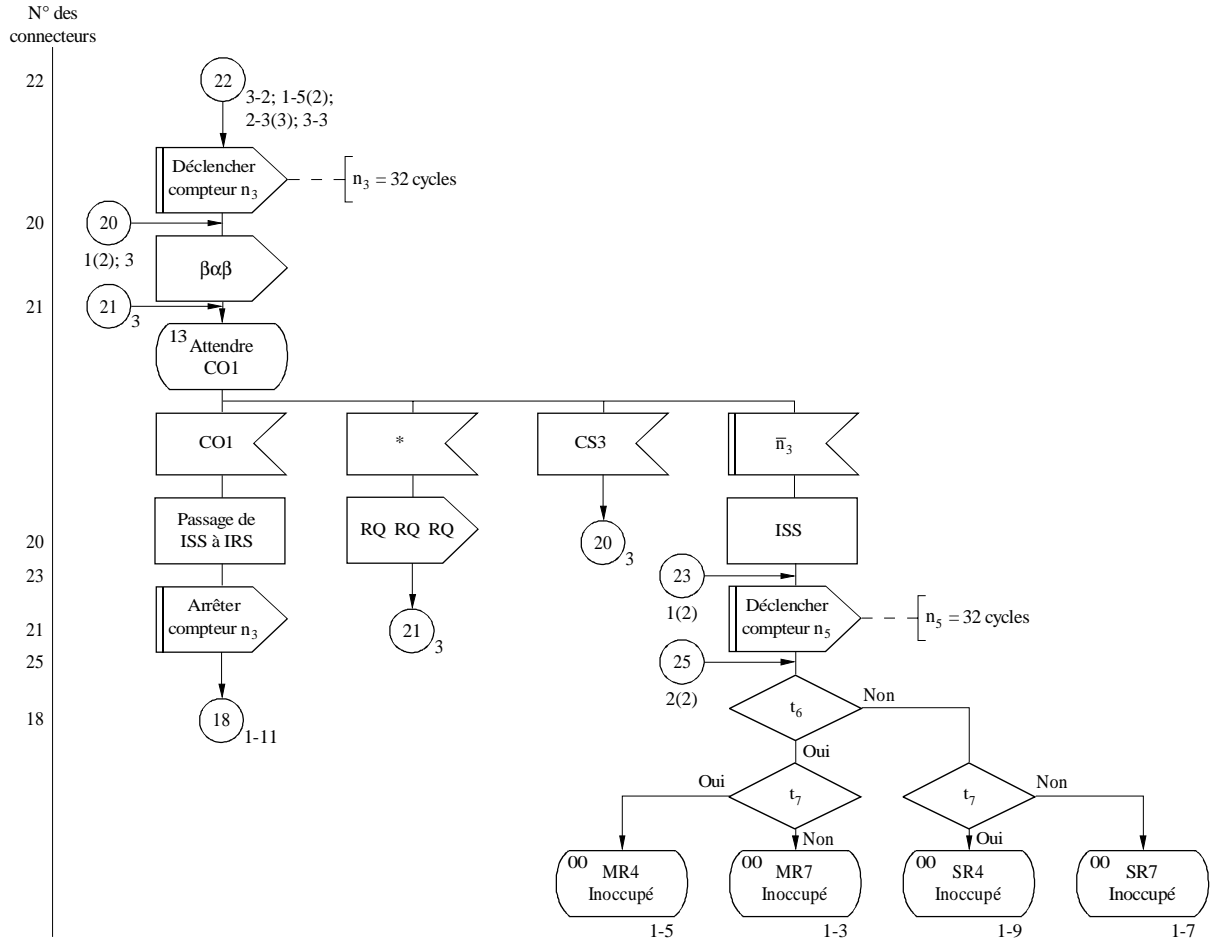 N° des
connecteurs
22
22
3-2; 1-5(2);
2-3(3); 3-3
Déclencher
compteur n3
n3 = 32 cycles
20
20
1(2); 3
βαβ
21
21
3
13 Attendre
CO1
CO1
*
CS3
n̅3
Passage de
ISS à IRS
RQ RQ RQ
20
3
ISS
20
23
23
1(2)
Arrêter
compteur n3
21
3
Déclencher
compteur n5
n5 = 32 cycles
21
25
25
2(2)
18
18
1-11
t6
Non
Oui
Oui
t7
Non
t7
Non
Oui
00 MR4
Inoccupé
1-5
00 MR7
Inoccupé
1-3
00 SR4
Inoccupé
1-9
00 SR7
Inoccupé
1-7